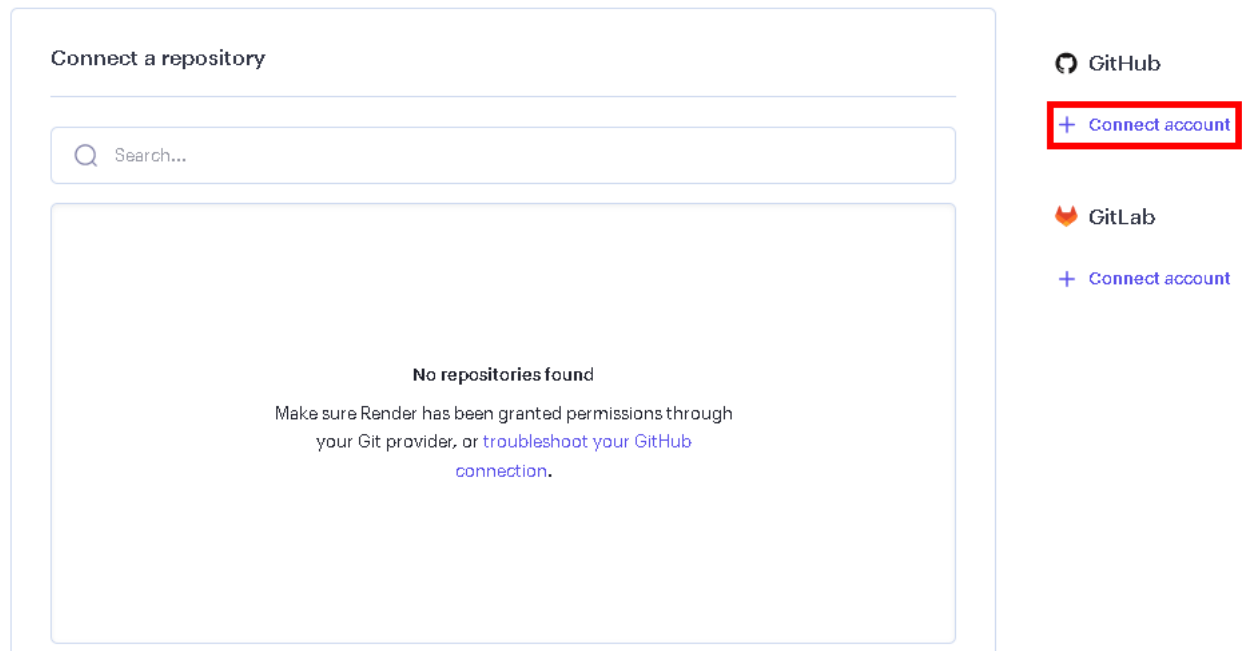 Connect a repository
Search...
No repositories found
Make sure Render has been granted permissions through
your Git provider, or troubleshoot your GitHub
connection.
GitHub
+ Connect account
GitLab
+ Connect account